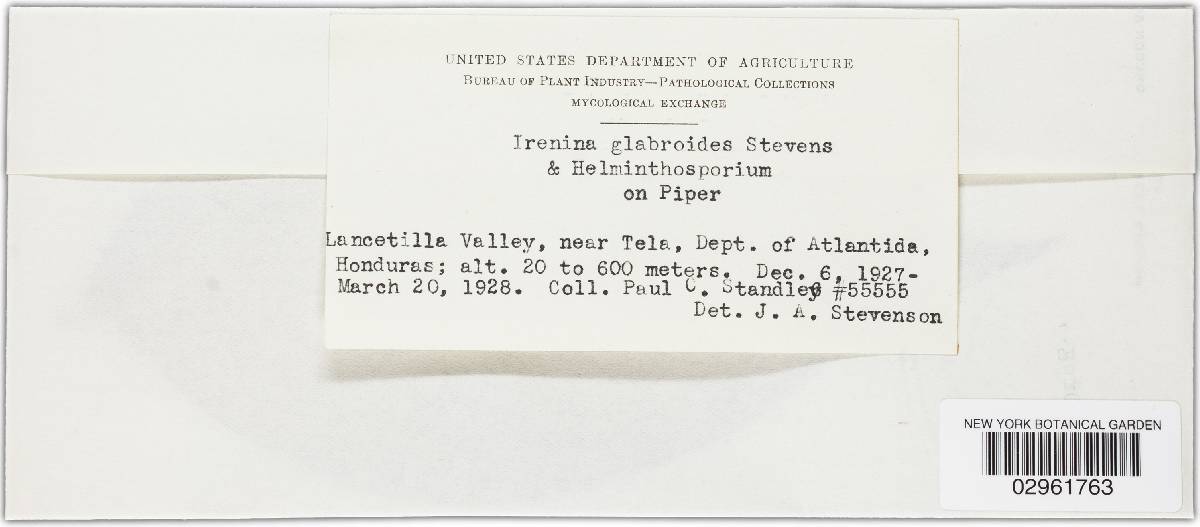 UNITED STATES DEPARTMENT OF AGRICULTURE
BUREAU OF PLANT INDUSTRY—PATHOLOGICAL COLLECTIONS
MYCOLOGICAL EXCHANGE
Irenina glabroides Stevens
& Helminthosporium
on Piper
Lancetilla Valley, near Tela, Dept. of Atlantida,
Honduras; alt. 20 to 600 meters. Dec. 6, 1927-
March 20, 1928. Coll. Paul C. Standley #55555
Det. J. A. Stevenson
NEW YORK BOTANICAL GARDEN
02961763